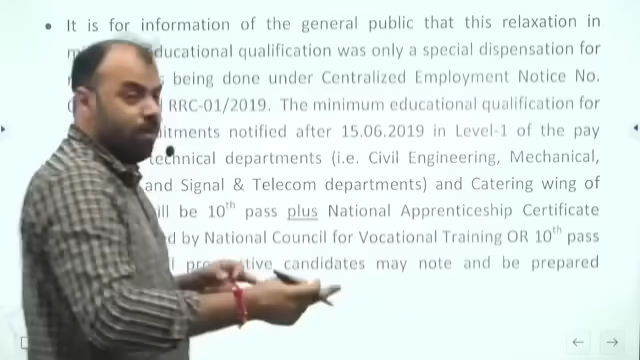 • It is for information of the general public that this relaxation in
educational qualification was only a special dispensation for
being done under Centralized Employment Notice No.
RRC-01/2019. The minimum educational qualification for
notified after 15.06.2019 in Level-1 of the pay
technical departments (i.e. Civil Engineering, Mechanical,
and Signal & Telecom departments) and Catering wing of
be 10th pass plus National Apprenticeship Certificate
by National Council for Vocational Training OR 10th pass
candidates may note and be prepared